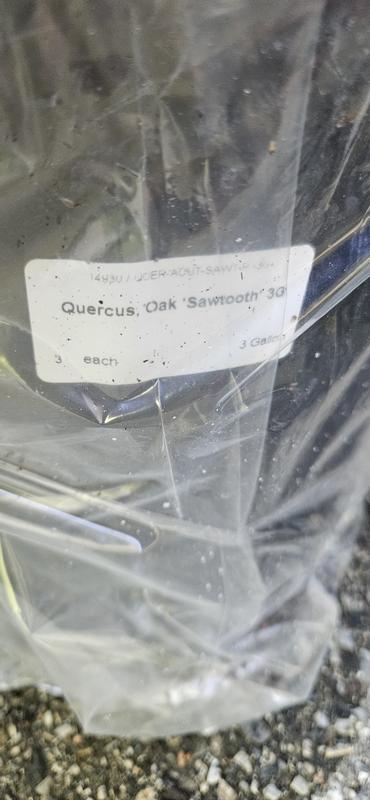 Quercus, Oak 'Sawtooth' 3G
3 each 3 Gallon